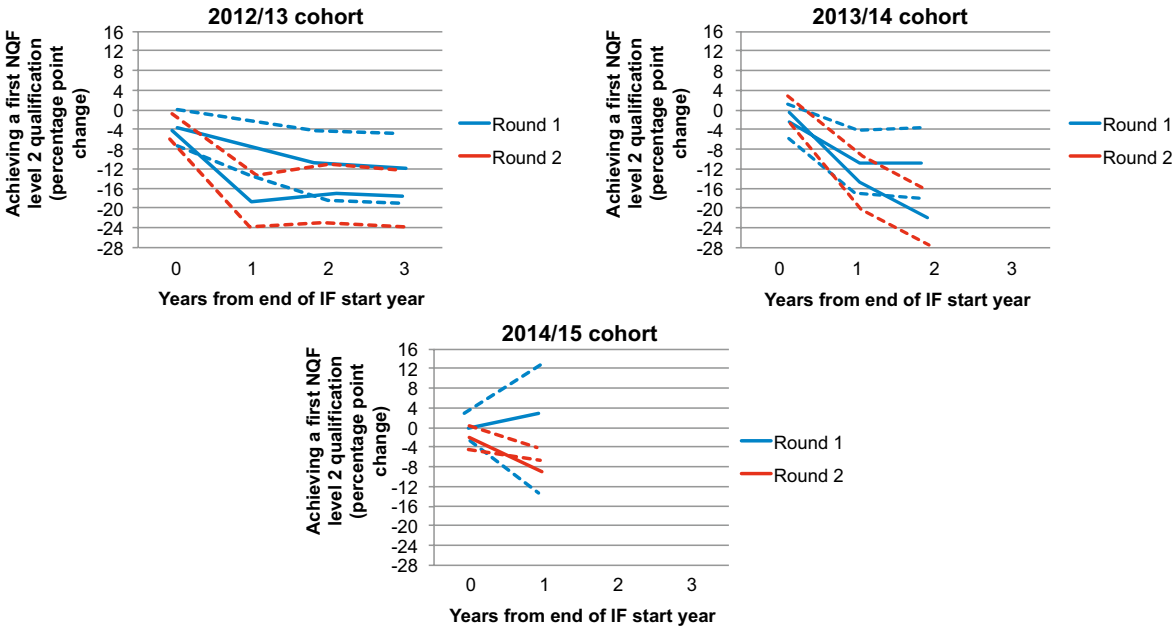 2012/13 cohort
Achieving a first NQF
level 2 qualification
(percentage point
change)
16
12
8
4
0
-4
-8
-12
-16
-20
-24
-28
0 1 2 3
Years from end of IF start year
Round 1
Round 2
2013/14 cohort
Achieving a first NQF
level 2 qualification
(percentage point
change)
16
12
8
4
0
-4
-8
-12
-16
-20
-24
-28
0 1 2 3
Years from end of IF start year
Round 1
Round 2
2014/15 cohort
Achieving a first NQF
level 2 qualification
(percentage point
change)
16
12
8
4
0
-4
-8
-12
-16
-20
-24
-28
0 1 2 3
Years from end of IF start year
Round 1
Round 2